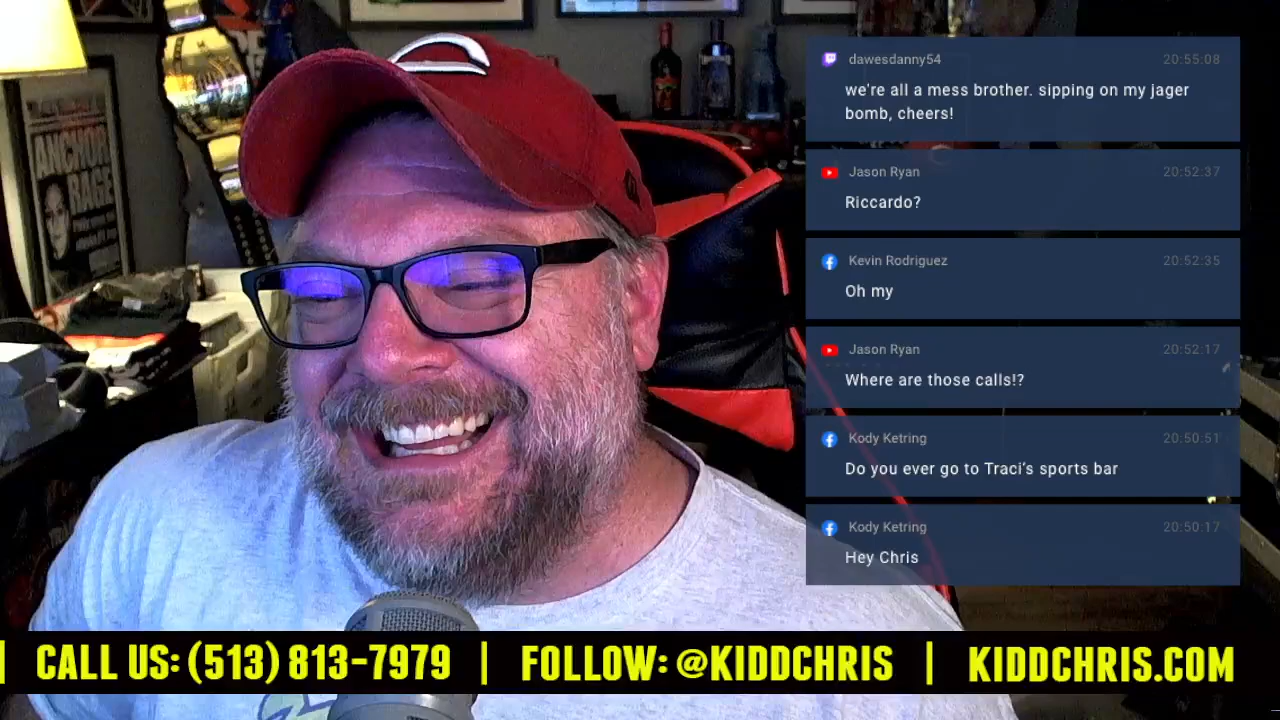 ANCHOR
RAGE
dawesdanny54 20:55:08
we're all a mess brother. sipping on my jager
bomb, cheers!
Jason Ryan 20:52:37
Riccardo?
Kevin Rodriguez 20:52:35
Oh my
Jason Ryan 20:52:17
Where are those calls!?
Kody Ketring 20:50:51
Do you ever go to Traci's sports bar
Kody Ketring 20:50:17
Hey Chris
| CALL US: (513) 813-7979 | FOLLOW: @KIDDCHRIS | KIDDCHRIS.COM